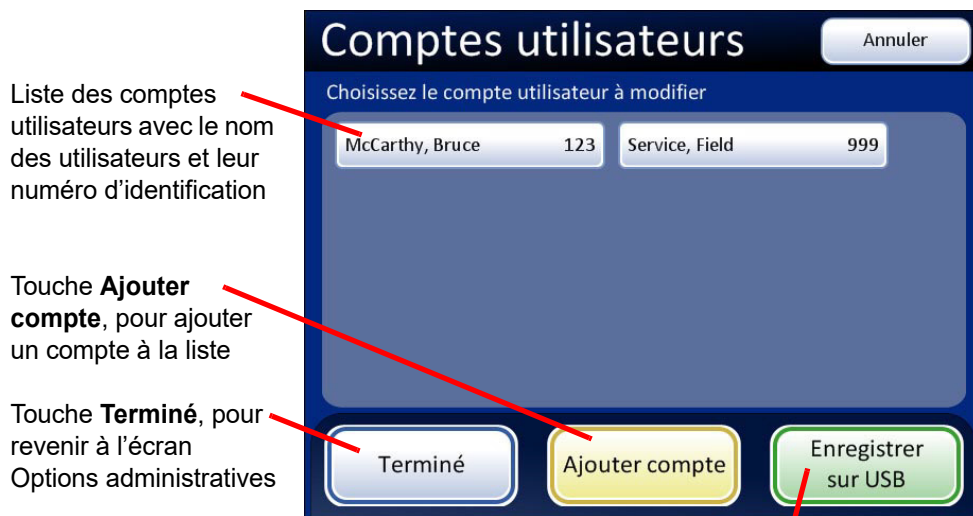 Comptes utilisateurs
Annuler
Choisissez le compte utilisateur à modifier
McCarthy, Bruce 123
Service, Field 999
Liste des comptes
utilisateurs avec le nom
des utilisateurs et leur
numéro d’identification
Touche Ajouter
compte, pour ajouter
un compte à la liste
Touche Terminé, pour
revenir à l’écran
Options administratives
Terminé
Ajouter compte
Enregistrer
sur USB